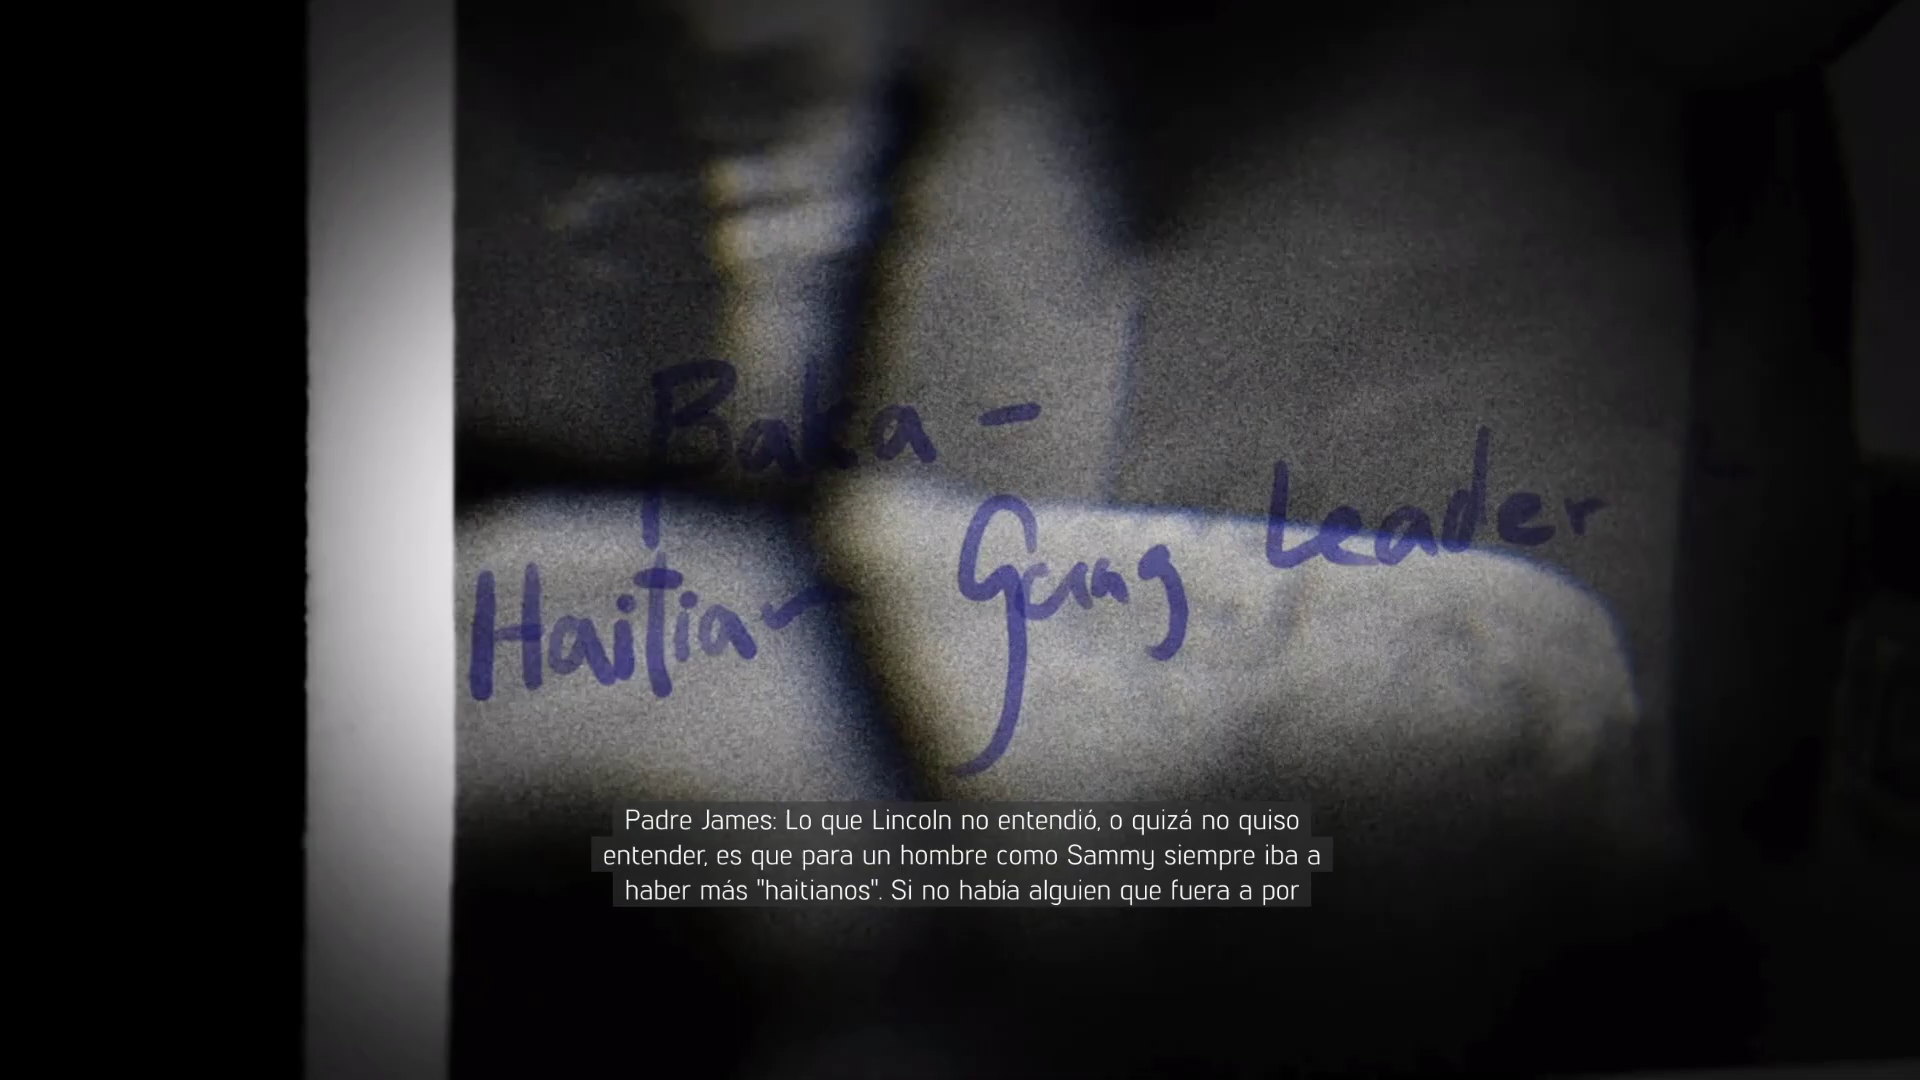 Baka -
Haitian Gang Leader
Padre James: Lo que Lincoln no entendió, o quizá no quiso
entender, es que para un hombre como Sammy siempre iba a
haber más "haitianos". Si no había alguien que fuera a por